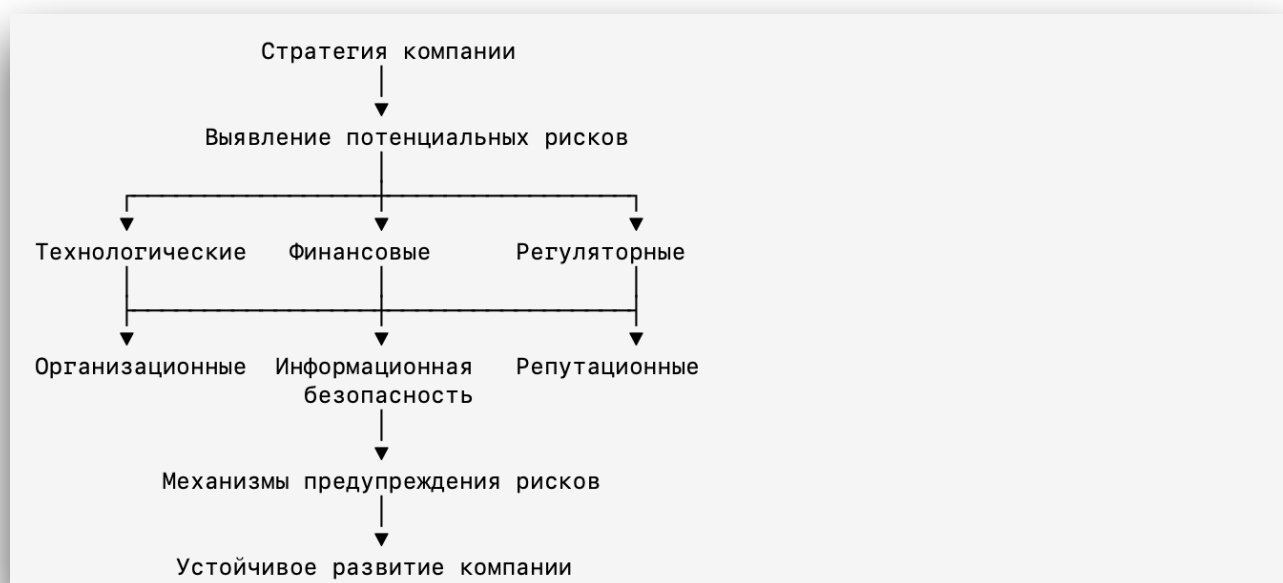 Стратегия компании
Выявление потенциальных рисков
Технологические Финансовые Регуляторные
Организационные Информационная Репутационные
безопасность
Механизмы предупреждения рисков
Устойчивое развитие компании